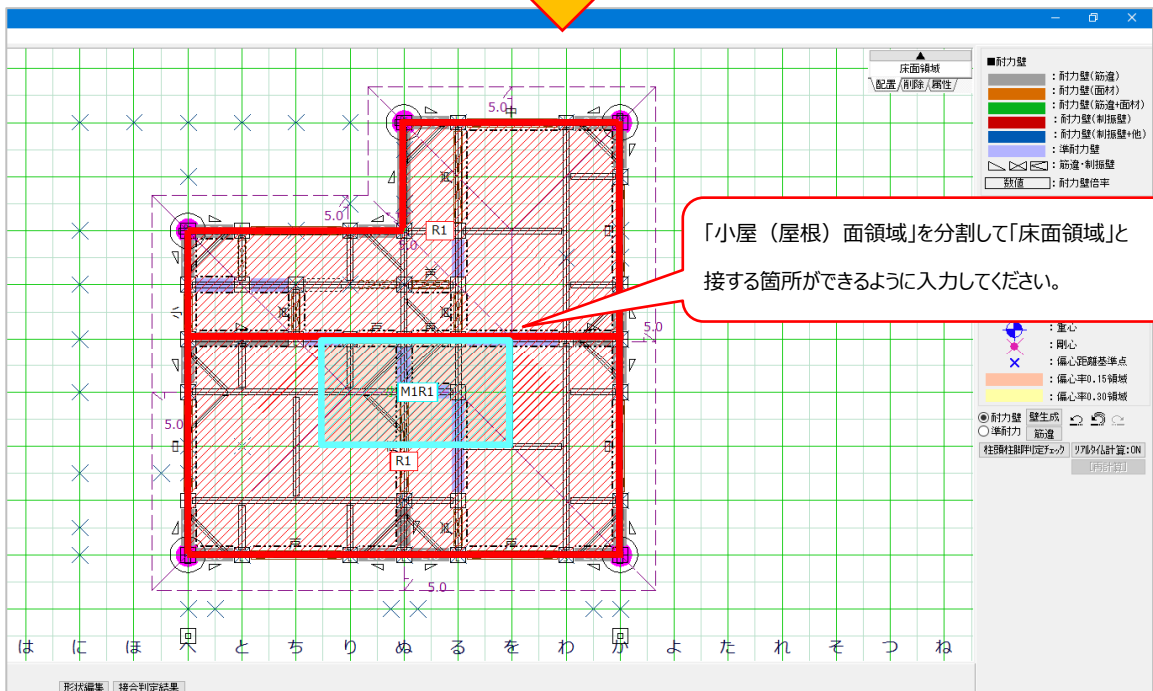 床面領域
配置 削除 属性
■耐力壁
：耐力壁(筋違)
：耐力壁(面材)
：耐力壁(筋違+面材)
：耐力壁(制振壁)
：耐力壁(制振壁+他)
：準耐力壁
：筋違・制振壁
数値 ：耐力壁倍率
「小屋（屋根）面領域」を分割して「床面領域」と
接する箇所ができるように入力してください。
：重心
：剛心
：偏心距離基準点
：偏心率0.15領域
：偏心率0.30領域
耐力壁 壁生成
準耐力 筋違
柱頭柱脚判定チェック リアルタイム計算:ON
[再計算]
5.0
5.0
R1
5.0
5.0
M1R1
5.0
R1
5.0
は に ほ へ と ち り ぬ る を わ か よ た れ そ つ ね
形状編集 接合判定結果